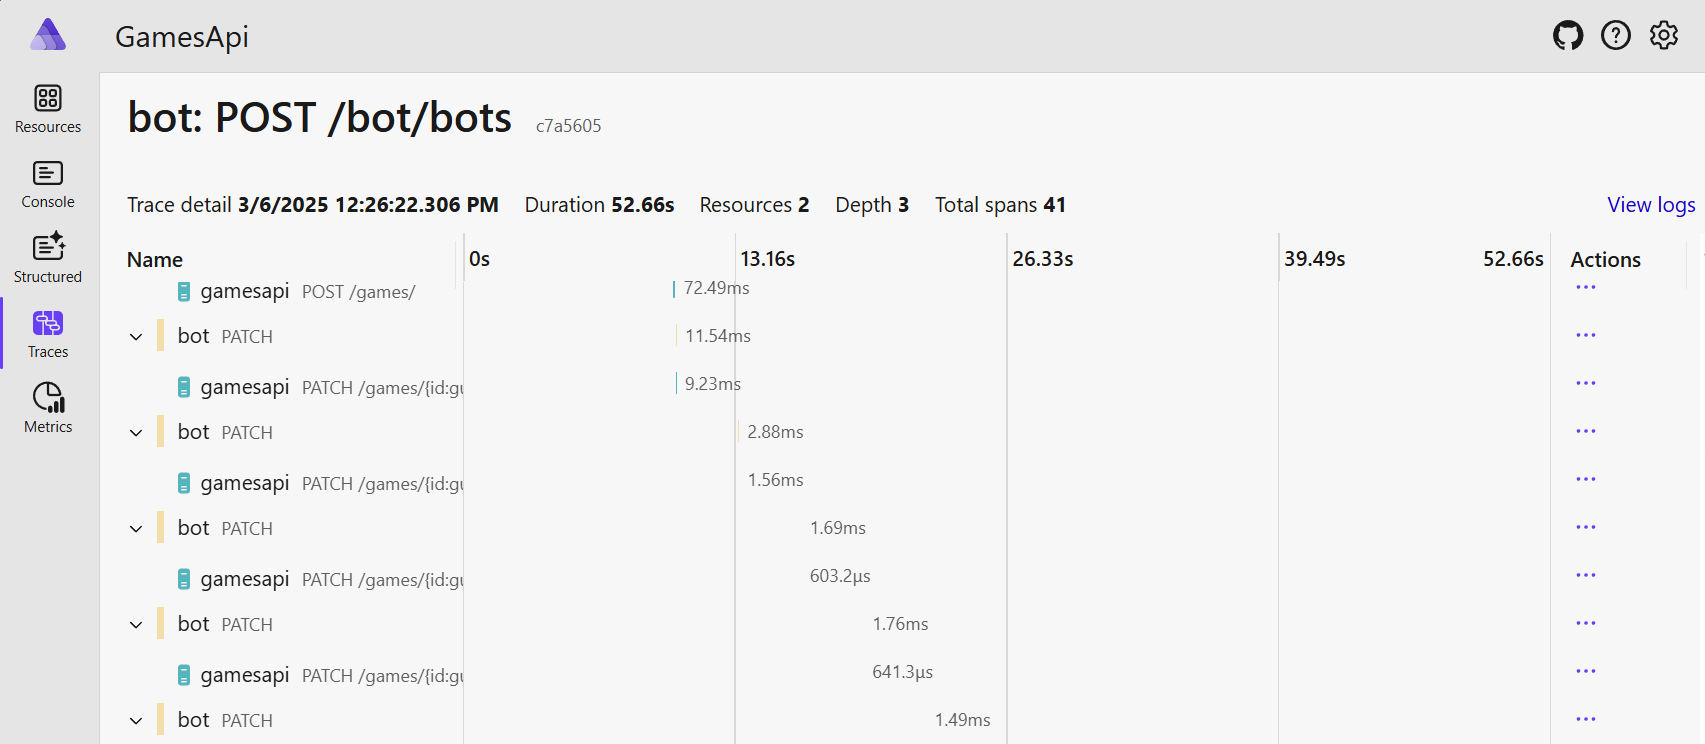 GamesApi
Resources
Console
Structured
Traces
Metrics
bot: POST /bot/bots c7a5605
Trace detail 3/6/2025 12:26:22.306 PM Duration 52.66s Resources 2 Depth 3 Total spans 41 View logs
Name 0s 13.16s 26.33s 39.49s 52.66s Actions
gamesapi POST /games/ 72.49ms ...
bot PATCH 11.54ms ...
gamesapi PATCH /games/{id:gu 9.23ms ...
bot PATCH 2.88ms ...
gamesapi PATCH /games/{id:gu 1.56ms ...
bot PATCH 1.69ms ...
gamesapi PATCH /games/{id:gu 603.2µs ...
bot PATCH 1.76ms ...
gamesapi PATCH /games/{id:gu 641.3µs ...
bot PATCH 1.49ms ...